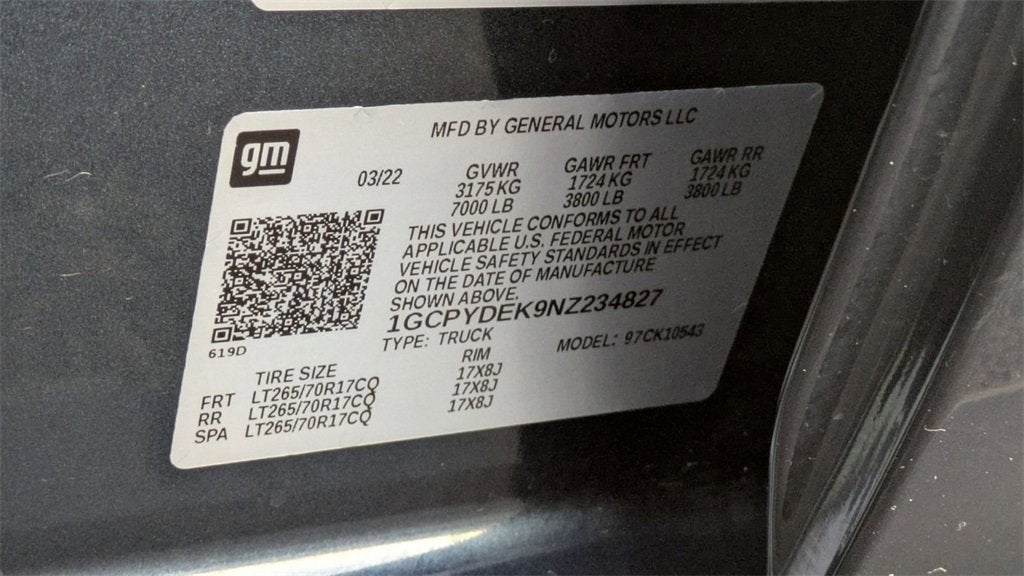 gm
MFD BY GENERAL MOTORS LLC
03/22 GVWR GAWR FRT GAWR RR
3175 KG 1724 KG 1724 KG
7000 LB 3800 LB 3800 LB
THIS VEHICLE CONFORMS TO ALL
APPLICABLE U.S. FEDERAL MOTOR
VEHICLE SAFETY STANDARDS IN EFFECT
ON THE DATE OF MANUFACTURE
SHOWN ABOVE.
1GCPYDEK9NZ234827
TYPE: TRUCK MODEL: 97CK10543
619D
TIRE SIZE RIM
FRT LT265/70R17CQ 17X8J
RR LT265/70R17CQ 17X8J
SPA LT265/70R17CQ 17X8J